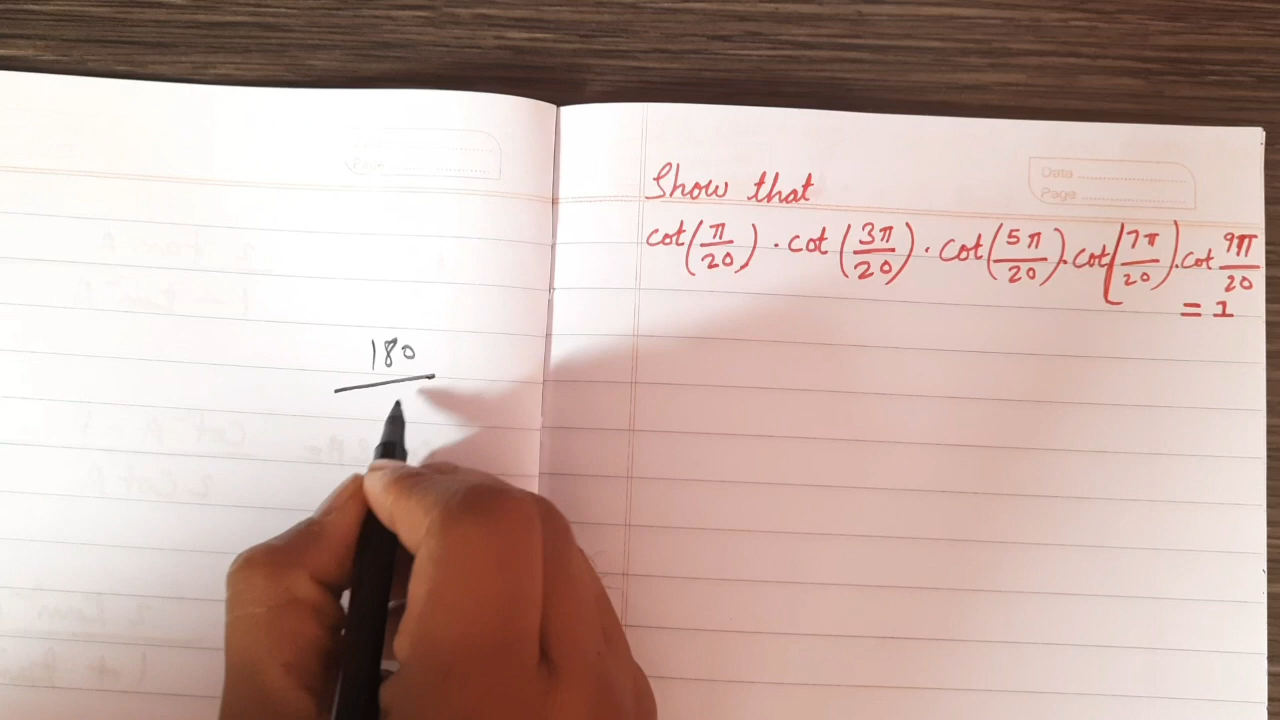 Data ..........
Page ..........
Show that
cot(π/20) · cot(3π/20) · cot(5π/20) · cot(7π/20) · cot 9π/20
= 1
180